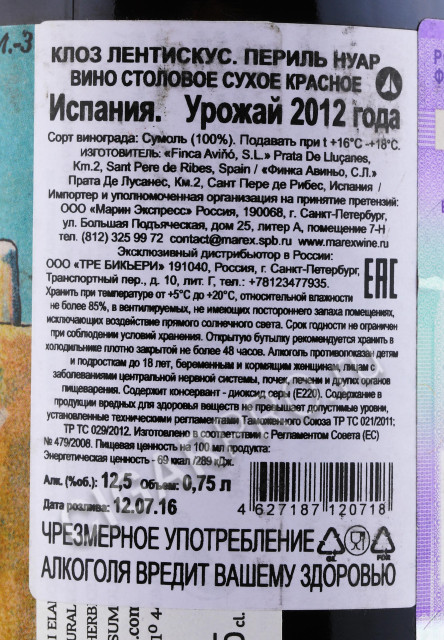 КЛОЗ ЛЕНТИСКУС. ПЕРИЛЬ НУАР
ВИНО СТОЛОВОЕ СУХОЕ КРАСНОЕ
Испания. Урожай 2012 года
Сорт винограда: Сумоль (100%). Подавать при t +16°C -+18°C.
ИЗГОТОВИТЕЛЬ: «Finca Aviñó, S.L.» Prata De Lluçanes,
Km.2, Sant Pere de Ribes, Spain / «Финка Авиньо, С.Л.»
Прата Де Лусанес, Км.2, Сант Пере де Рибес, Испания /
Импортер и уполномоченная организация на принятие претензий:
ООО «Марин Экспресс» Россия, 190068, г. Санкт-Петербург,
ул. Большая Подъяческая, дом 25, литер А, помещение 7-Н
тел. (812) 325 99 72 contact@marex.spb.ru www.marexwine.ru
Эксклюзивный дистрибьютор в России:
ООО «ТРЕ БИКЬЕРИ» 191040, Россия, г. Санкт-Петербург,
Транспортный пер., д. 10, лит. Г, тел.: +78123477935.
EAC
Хранить при температуре от +5°C до +20°C, относительной влажности
не более 85%, в вентилируемых, не имеющих постороннего запаха помещениях,
исключающих воздействие прямого солнечного света. Срок годности не ограничен
при соблюдении условий хранения. Открытую бутылку рекомендуется хранить в
холодильнике плотно закрытой не более 48 часов. Алкоголь противопоказан детям
и подросткам до 18 лет, беременным и кормящим женщинам, лицам с
заболеваниями центральной нервной системы, почек, печени и других органов
пищеварения. Содержит консервант - диоксид серы (Е220). Содержание в
продукции вредных для здоровья веществ не превышает допустимые уровни,
установленные техническими регламентами Таможенного Союза ТР ТС 021/2011;
ТР ТС 029/2012. Изготовлено в соответствии с Регламентом Совета (ЕС)
№ 479/2008. Пищевая ценность на 100 мл продукта:
Энергетическая ценность - 69 ккал /289 кДж.
Алк. (%об.): 12,5 Объем: 0,75 л
Дата розлива: 12.07.16
4 627187 120718
ЧРЕЗМЕРНОЕ УПОТРЕБЛЕНИЕ
АЛКОГОЛЯ ВРЕДИТ ВАШЕМУ ЗДОРОВЬЮ